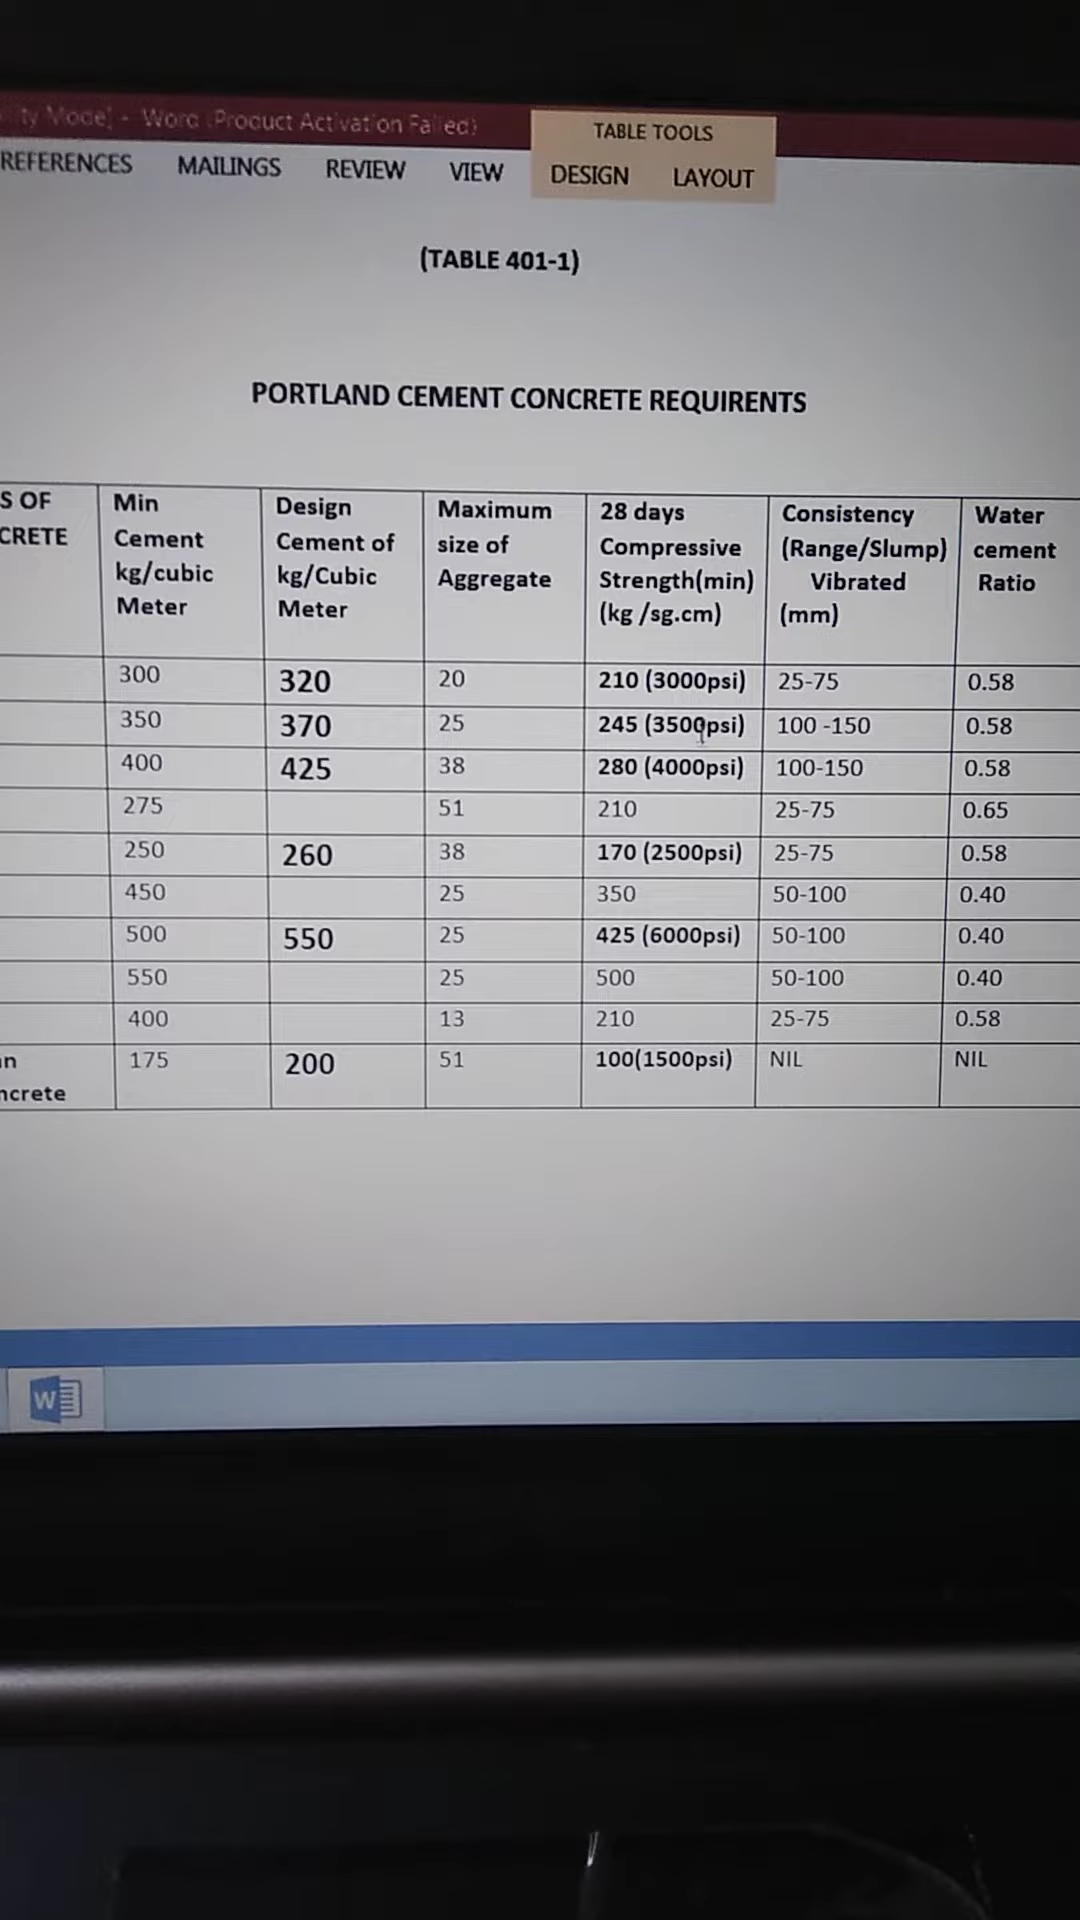 ity Mode] - Word (Product Activation Failed)
TABLE TOOLS
REFERENCES MAILINGS REVIEW VIEW DESIGN LAYOUT
(TABLE 401-1)
PORTLAND CEMENT CONCRETE REQUIRENTS
S OF
CRETE
Min
Cement
kg/cubic
Meter
Design
Cement of
kg/Cubic
Meter
Maximum
size of
Aggregate
28 days
Compressive
Strength(min)
(kg /sg.cm)
Consistency
(Range/Slump)
Vibrated
(mm)
Water
cement
Ratio
300 320 20 210 (3000psi) 25-75 0.58
350 370 25 245 (3500psi) 100 -150 0.58
400 425 38 280 (4000psi) 100-150 0.58
275 51 210 25-75 0.65
250 260 38 170 (2500psi) 25-75 0.58
450 25 350 50-100 0.40
500 550 25 425 (6000psi) 50-100 0.40
550 25 500 50-100 0.40
400 13 210 25-75 0.58
n 175 200 51 100(1500psi) NIL NIL
ncrete
W